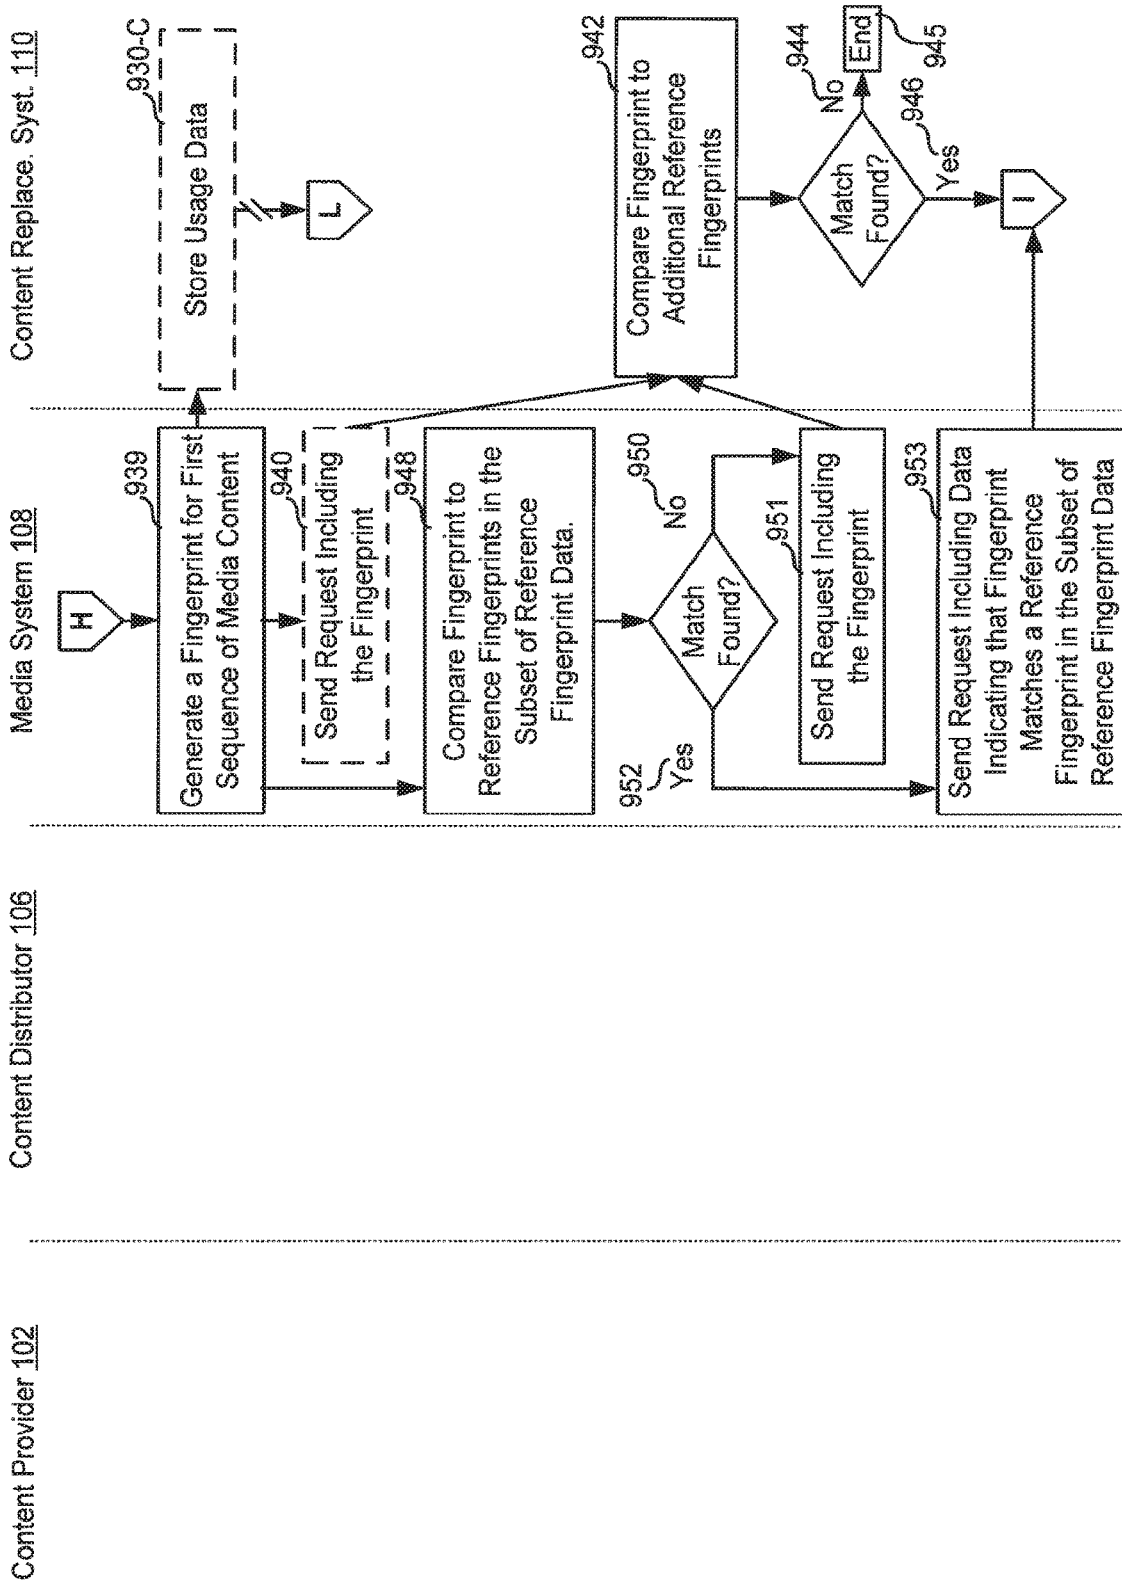 Content Provider 102
Content Distributor 106
Media System 108
Content Replace. Syst. 110
H
939
Generate a Fingerprint for First
Sequence of Media Content
930-C
Store Usage Data
L
940
Send Request Including
the Fingerprint
948
Compare Fingerprint to
Reference Fingerprints in the
Subset of Reference
Fingerprint Data.
942
Compare Fingerprint to
Additional Reference
Fingerprints
952
Yes
Match
Found?
950
No
951
Send Request Including
the Fingerprint
Match
Found?
944
No
End
945
946
Yes
I
953
Send Request Including Data
Indicating that Fingerprint
Matches a Reference
Fingerprint in the Subset of
Reference Fingerprint Data